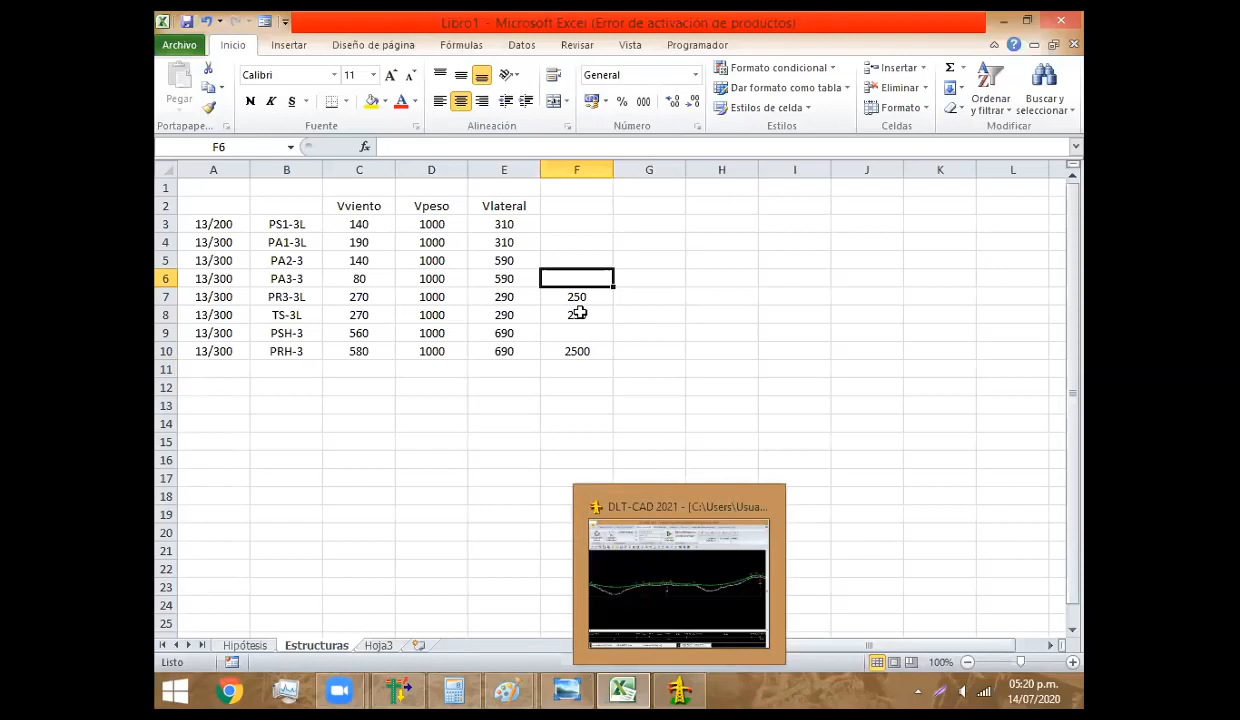 Libro1 - Microsoft Excel (Error de activación de productos)
Archivo Inicio Insertar Diseño de página Fórmulas Datos Revisar Vista Programador
Pegar
Calibri 11
General
Formato condicional
Dar formato como tabla
Estilos de celda
Insertar
Eliminar
Formato
Ordenar y filtrar
Buscar y seleccionar
Portapape... Fuente Alineación Número Estilos Celdas Modificar
F6 fx
A B C D E F G H I J K L
1
2 Vviento Vpeso Vlateral
3 13/200 PS1-3L 140 1000 310
4 13/300 PA1-3L 190 1000 310
5 13/300 PA2-3 140 1000 590
6 13/300 PA3-3 80 1000 590
7 13/300 PR3-3L 270 1000 290 250
8 13/300 TS-3L 270 1000 290
9 13/300 PSH-3 560 1000 690
10 13/300 PRH-3 580 1000 690 2500
11
12
13
14
15
16
17
18
19
20
21
22
23
24
25
DLT-CAD 2021 - [C:\Users\Usua...
Hipótesis Estructuras Hoja3
Listo 100%
05:20 p.m.
14/07/2020